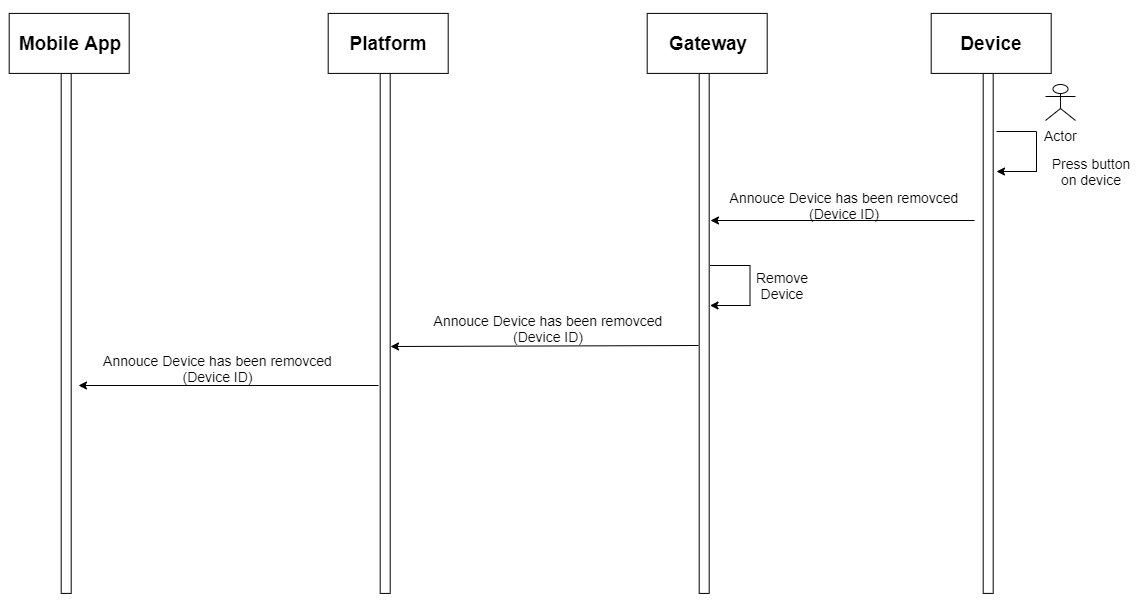 Mobile App
Platform
Gateway
Device
Actor
Press button
on device
Annouce Device has been removced
(Device ID)
Remove
Device
Annouce Device has been removced
(Device ID)
Annouce Device has been removced
(Device ID)